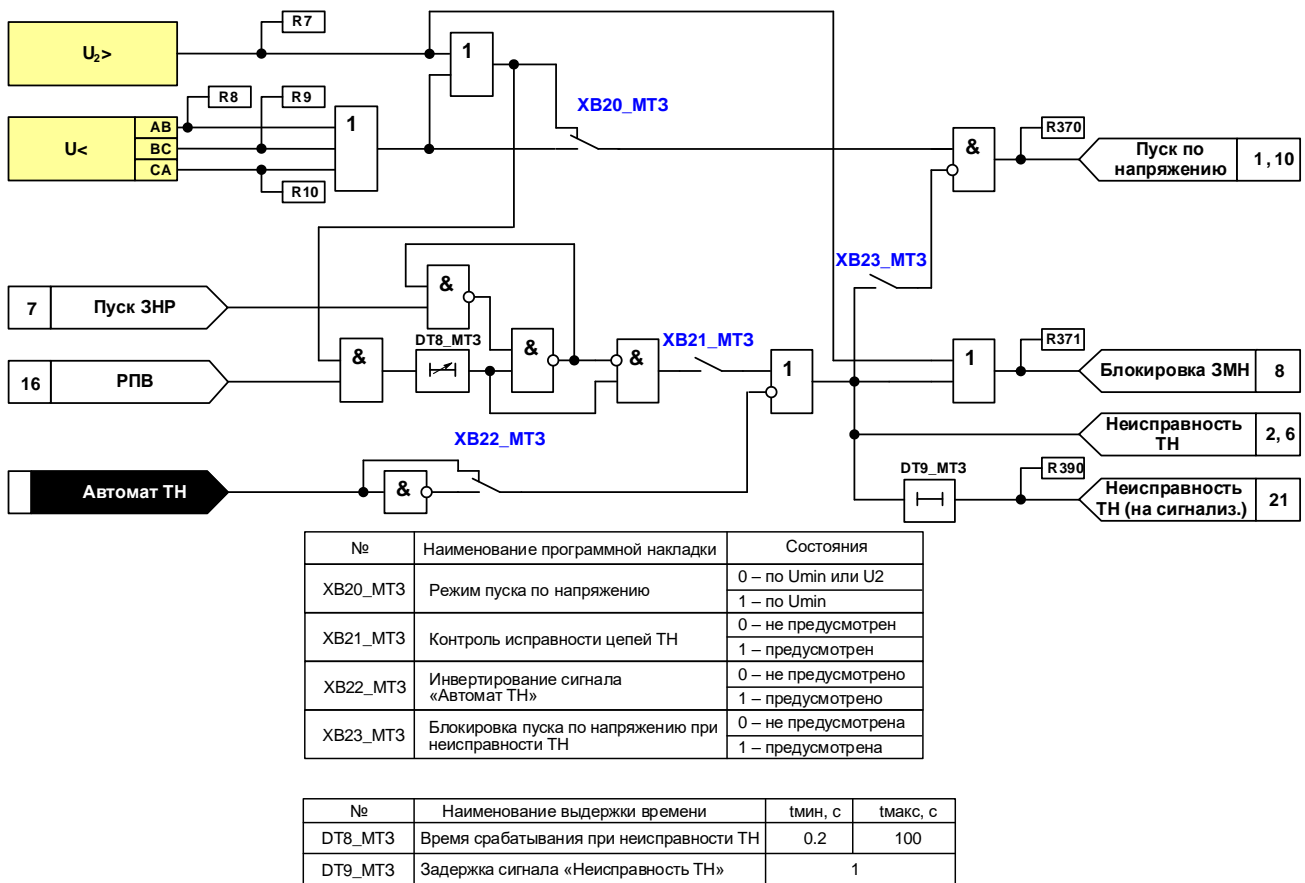 R7
U₂>
1
R8
R9
XB20_МТЗ
AB
U<
BC
CA
1
R10
&
R370
Пуск по
напряжению
1, 10
XB23_МТЗ
7
Пуск ЗНР
&
DT8_МТЗ
&
&
XB21_МТЗ
16
РПВ
&
1
1
R371
Блокировка ЗМН
8
Неисправность
ТН
2, 6
XB22_МТЗ
Автомат ТН
&
DT9_МТЗ
R390
Неисправность
ТН (на сигнализ.)
21
№ Наименование программной накладки Состояния
XB20_МТЗ Режим пуска по напряжению 0 – по Umin или U2
1 – по Umin
XB21_МТЗ Контроль исправности цепей ТН 0 – не предусмотрен
1 – предусмотрен
XB22_МТЗ Инвертирование сигнала
«Автомат ТН»
0 – не предусмотрено
1 – предусмотрено
XB23_МТЗ Блокировка пуска по напряжению при
неисправности ТН
0 – не предусмотрена
1 – предусмотрена
№ Наименование выдержки времени tмин, с tмакс, с
DT8_МТЗ Время срабатывания при неисправности ТН 0.2 100
DT9_МТЗ Задержка сигнала «Неисправность ТН» 1